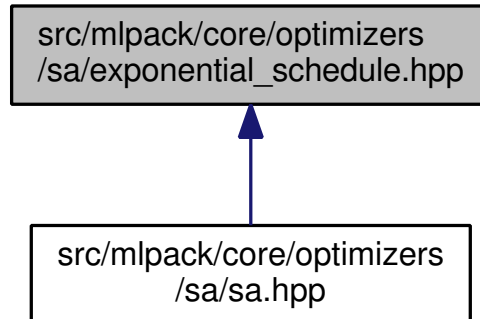 src/mlpack/core/optimizers
/sa/exponential_schedule.hpp
src/mlpack/core/optimizers
/sa/sa.hpp